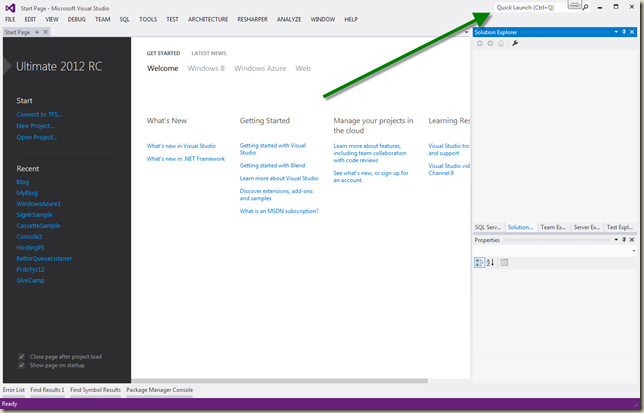 Start Page - Microsoft Visual Studio
Quick Launch (Ctrl+Q)
FILE EDIT VIEW DEBUG TEAM SQL TOOLS TEST ARCHITECTURE RESHARPER ANALYZE WINDOW HELP
Start Page
Ultimate 2012 RC
Start
Connect to TFS...
New Project...
Open Project...
Recent
Blog
MyBlog
WindowsAzure1
SignlrSample
CassetteSample
Console2
HostingPS
BetterQueueListener
PrdcYyc12
GiveCamp
Close page after project load
Show page on startup
GET STARTED LATEST NEWS
Welcome Windows 8 Windows Azure Web
What's New
What's new in Visual Studio
What's new in .NET Framework
Getting Started
Getting started with Visual
Studio
Getting started with Blend
Learn more about Visual Studio
Discover extensions, add-ons
and samples
What is an MSDN subscription?
Manage your projects in
the cloud
Learn more about features,
including team collaboration
with code reviews
See what's new, or sign up for
an account.
Learning Res
Visual Studio tro
and support
Visual Studio vid
Channel 9
Solution Explorer
SQL Serv... Solution... Team Ex... Server Ex... Test Expl...
Properties
Error List Find Results 1 Find Symbol Results Package Manager Console
Ready